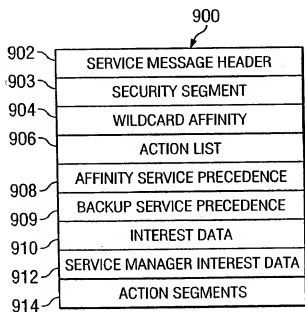 900
902 SERVICE MESSAGE HEADER
903 SECURITY SEGMENT
904 WILDCARD AFFINITY
906 ACTION LIST
908 AFFINITY SERVICE PRECEDENCE
909 BACKUP SERVICE PRECEDENCE
910 INTEREST DATA
912 SERVICE MANAGER INTEREST DATA
914 ACTION SEGMENTS